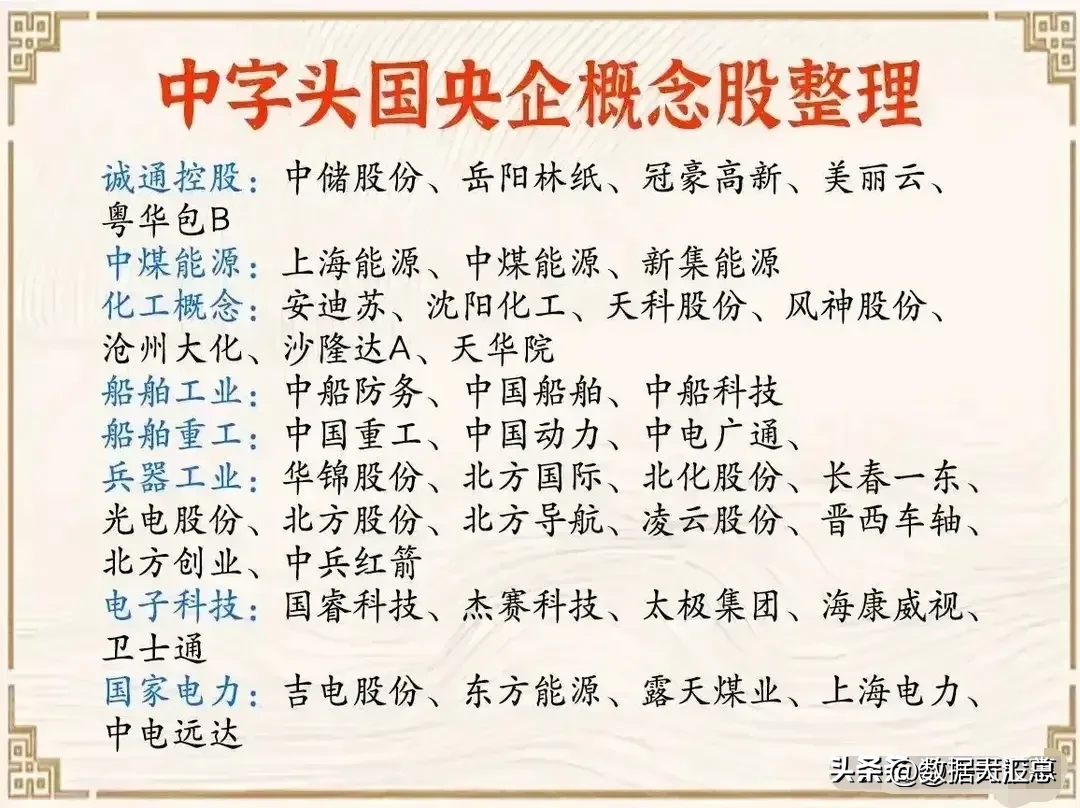 中字头国央企概念股整理
诚通控股：中储股份、岳阳林纸、冠豪高新、美丽云、
粤华包B
中煤能源：上海能源、中煤能源、新集能源
化工概念：安迪苏、沈阳化工、天科股份、风神股份、
沧州大化、沙隆达A、天华院
船舶工业：中船防务、中国船舶、中船科技
船舶重工：中国重工、中国动力、中电广通、
兵器工业：华锦股份、北方国际、北化股份、长春一东、
光电股份、北方股份、北方导航、凌云股份、晋西车轴、
北方创业、中兵红箭
电子科技：国睿科技、杰赛科技、太极集团、海康威视、
卫士通
国家电力：吉电股份、东方能源、露天煤业、上海电力、
中电远达
头条 @数据大汇总